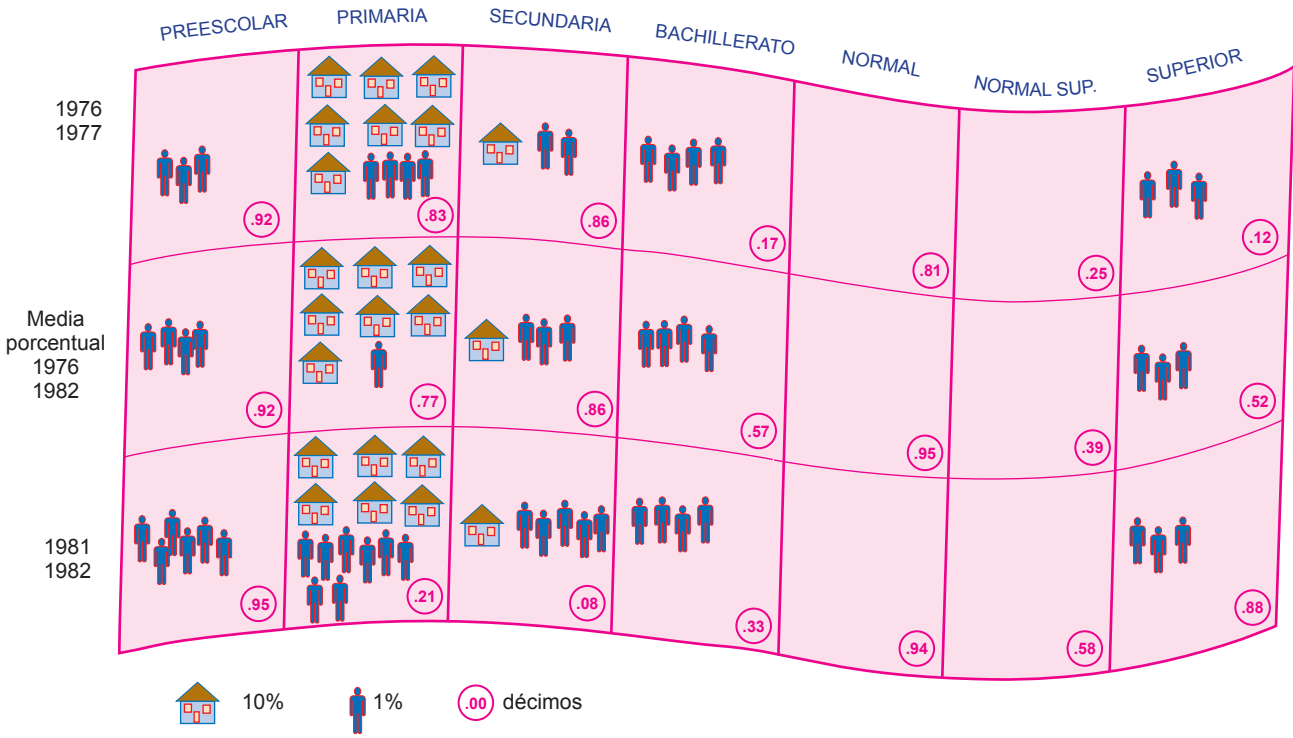 PREESCOLAR PRIMARIA SECUNDARIA BACHILLERATO NORMAL NORMAL SUP. SUPERIOR
1976
1977
.92 .83 .86 .17 .81 .25 .12
Media
porcentual
1976
1982
.92 .77 .86 .57 .95 .39 .52
1981
1982
.95 .21 .08 .33 .94 .58 .88
10% 1% .00 décimos